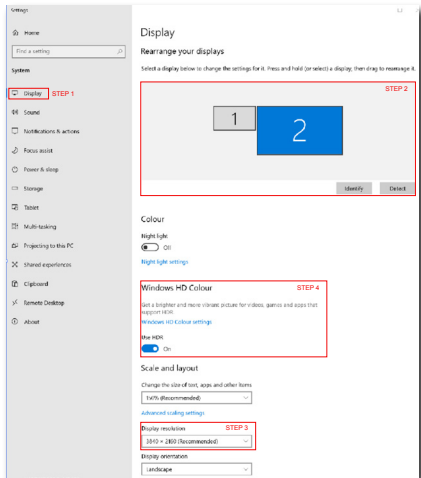 Settings
Home
Find a setting
System
Display STEP 1
Sound
Notifications & actions
Focus assist
Power & sleep
Storage
Tablet
Multi-tasking
Projecting to this PC
Shared experiences
Clipboard
Remote Desktop
About
Display
Rearrange your displays
Select a display below to change the settings for it. Press and hold (or select) a display, then drag to rearrange it.
STEP 2
1
2
Identify Detect
Colour
Night light
Off
Night light settings
Windows HD Colour STEP 4
Get a brighter and more vibrant picture for videos, games and apps that
support HDR.
Windows HD Colour settings
Use HDR
On
Scale and layout
Change the size of text, apps and other items
(Recommended)
Advanced scaling settings
Display resolution STEP 3
3840 × 2160 (Recommended)
Display orientation
Landscape